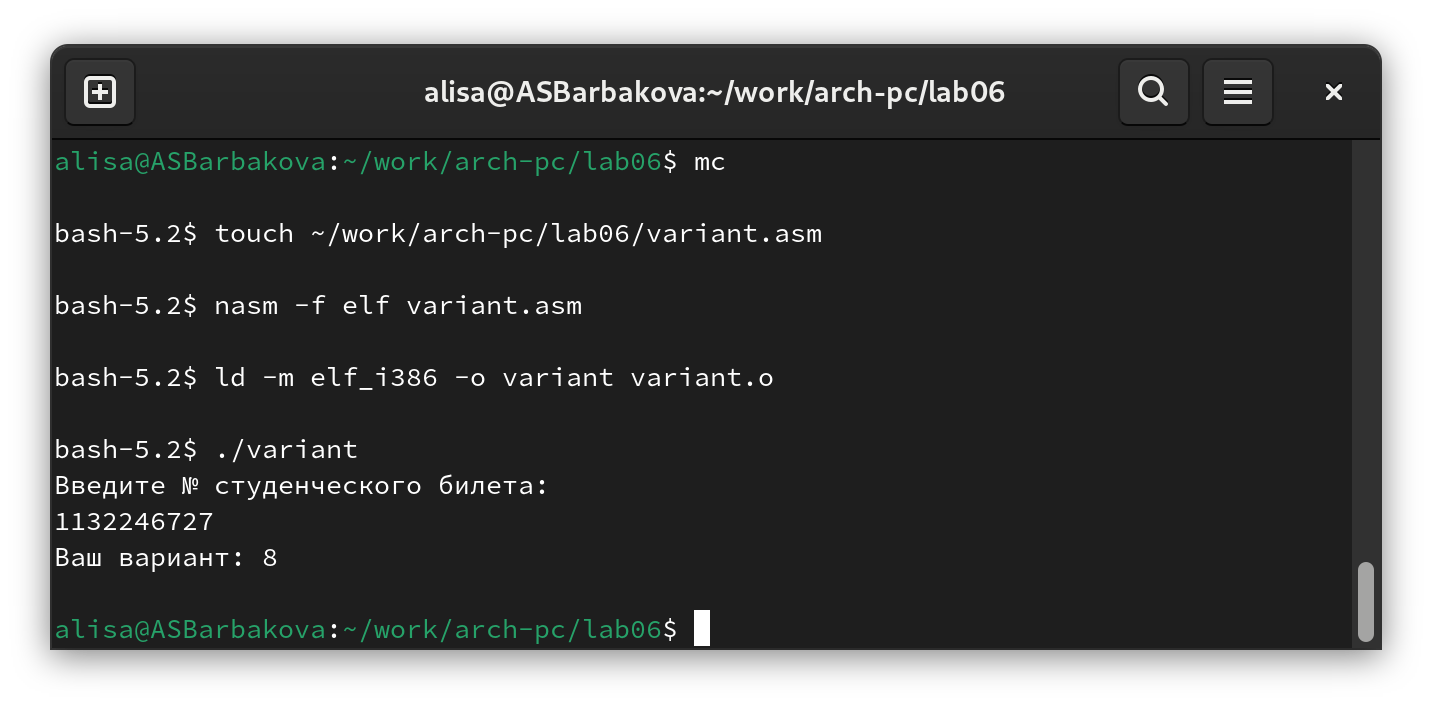 alisa@ASBarbakova:~/work/arch-pc/lab06
alisa@ASBarbakova:~/work/arch-pc/lab06$ mc
bash-5.2$ touch ~/work/arch-pc/lab06/variant.asm
bash-5.2$ nasm -f elf variant.asm
bash-5.2$ ld -m elf_i386 -o variant variant.o
bash-5.2$ ./variant
Введите № студенческого билета:
1132246727
Ваш вариант: 8
alisa@ASBarbakova:~/work/arch-pc/lab06$